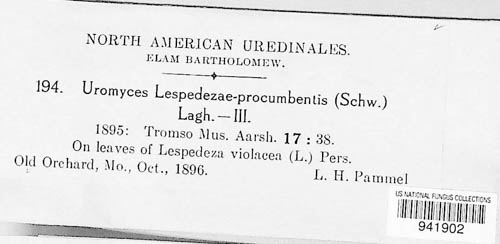 NORTH AMERICAN UREDINALES.
ELAM BARTHOLOMEW.
194. Uromyces Lespedezae-procumbentis (Schw.)
Lagh.—III.
1895: Tromso Mus. Aarsh. 17 : 38.
On leaves of Lespedeza violacea (L.) Pers.
Old Orchard, Mo., Oct., 1896. L. H. Pammel
US NATIONAL FUNGUS COLLECTIONS
941902